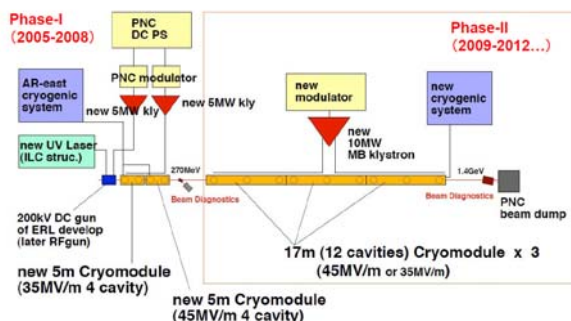 Phase-I
(2005-2008)
PNC
DC PS
PNC modulator
AR-east
cryogenic
system
new 5MW kly
new 5MW kly
new UV Laser
(ILC struc.)
200kV DC gun
of ERL develop
(later RFgun)
270MeV
Beam Diagnostics
new 5m Cryomodule
(35MV/m 4 cavity)
new 5m Cryomodule
(45MV/m 4 cavity)
Phase-II
(2009-2012...)
new
modulator
new
cryogenic
system
new
10MW
MB klystron
1.4GeV
Beam Diagnostics
PNC
beam dump
17m (12 cavities) Cryomodule x 3
(45MV/m or 35MV/m)